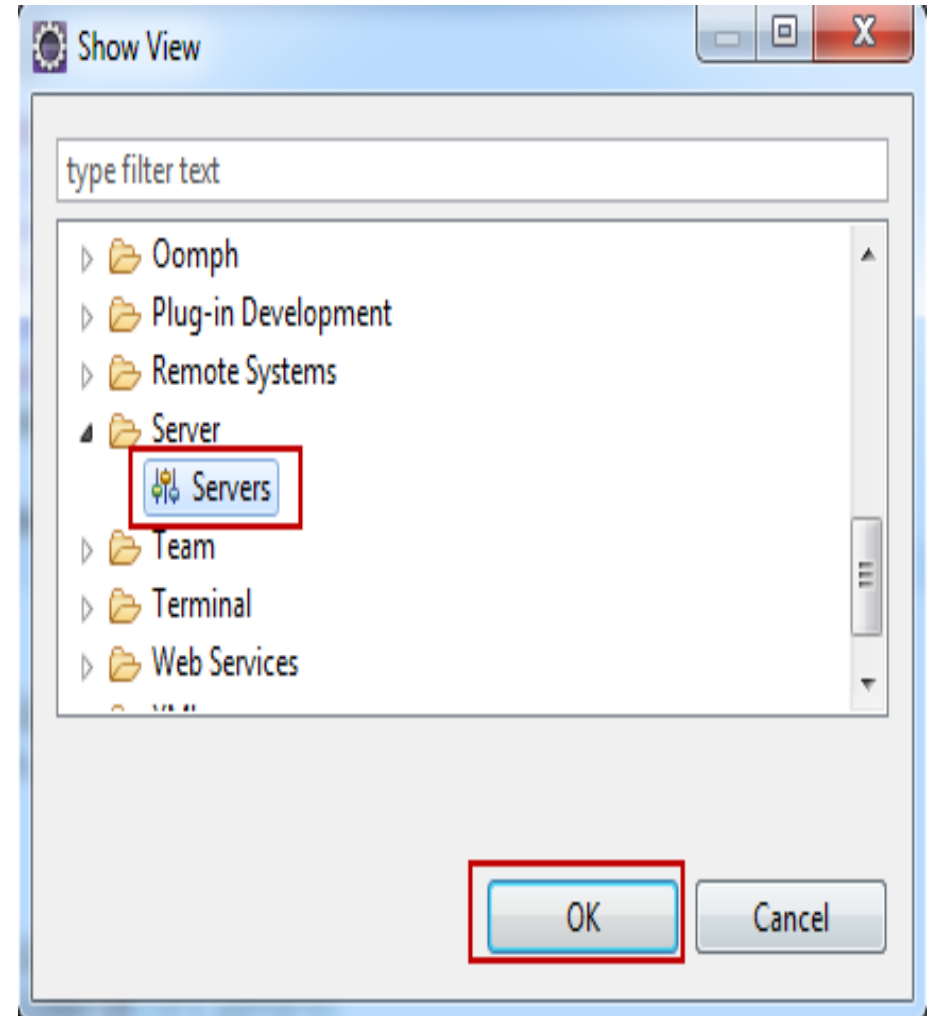 Show View
type filter text
Oomph
Plug-in Development
Remote Systems
Server
Servers
Team
Terminal
Web Services
OK
Cancel